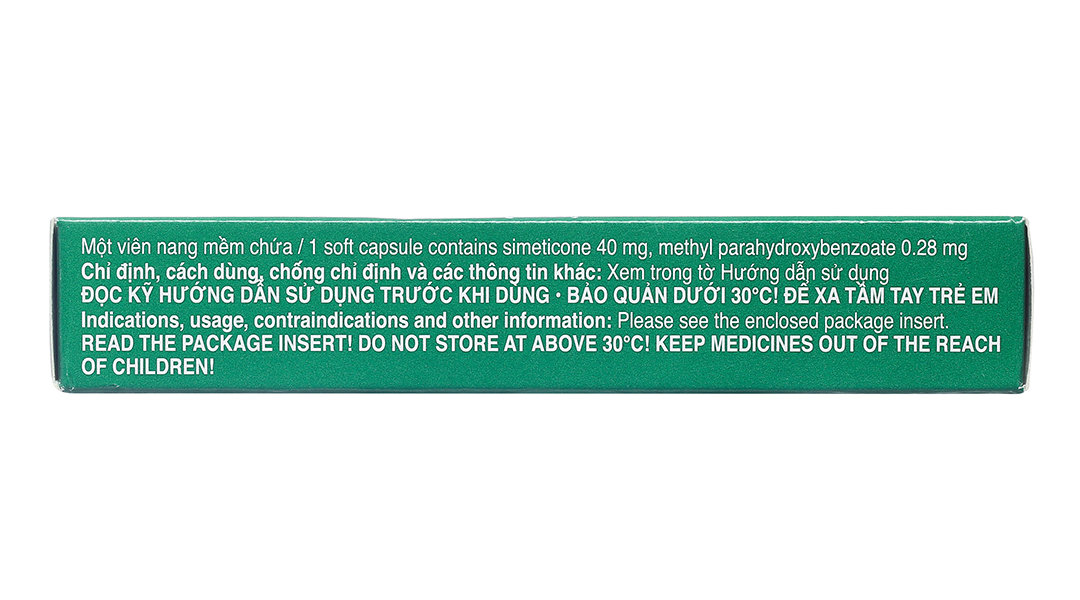 Một viên nang mềm chứa / 1 soft capsule contains simeticone 40 mg, methyl parahydroxybenzoate 0.28 mg
Chỉ định, cách dùng, chống chỉ định và các thông tin khác: Xem trong tờ Hướng dẫn sử dụng
ĐỌC KỸ HƯỚNG DẪN SỬ DỤNG TRƯỚC KHI DÙNG • BẢO QUẢN DƯỚI 30°C! ĐỂ XA TẦM TAY TRẺ EM
Indications, usage, contraindications and other information: Please see the enclosed package insert.
READ THE PACKAGE INSERT! DO NOT STORE AT ABOVE 30°C! KEEP MEDICINES OUT OF THE REACH
OF CHILDREN!